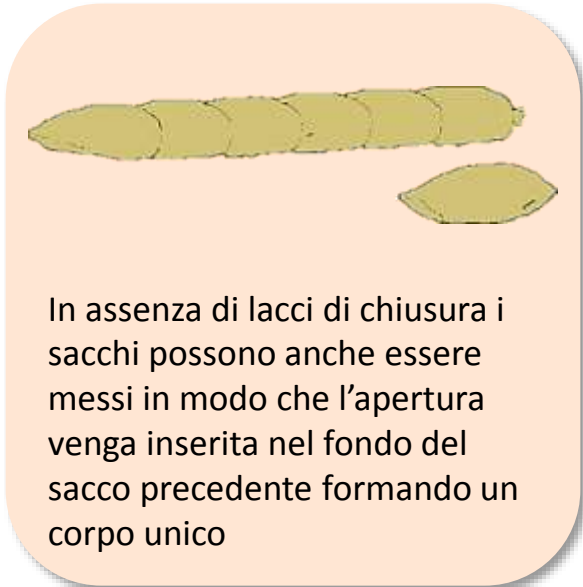 In assenza di lacci di chiusura i
sacchi possono anche essere
messi in modo che l’apertura
venga inserita nel fondo del
sacco precedente formando un
corpo unico